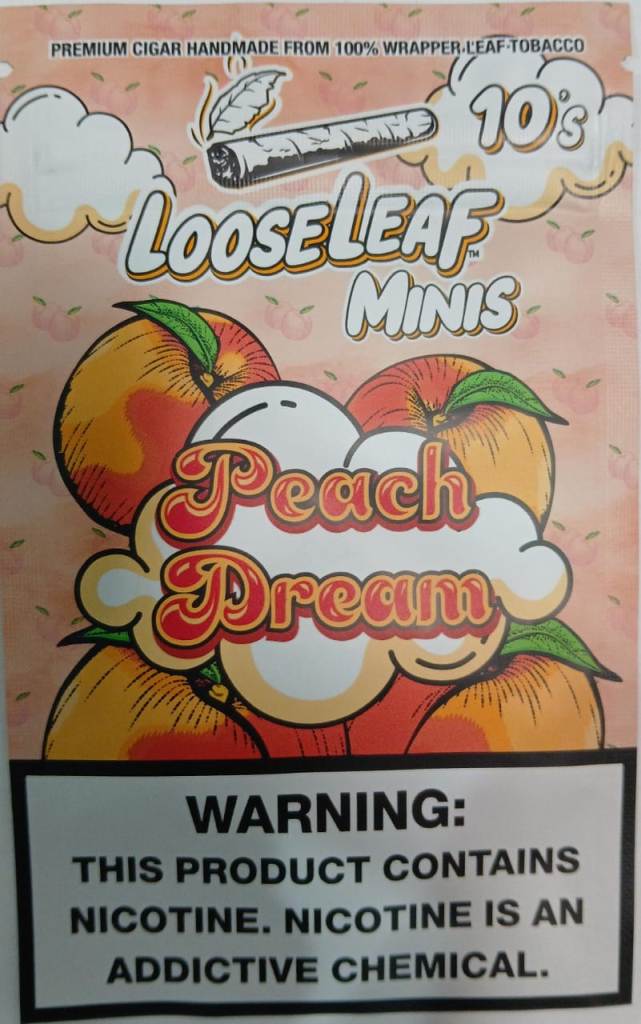 PREMIUM CIGAR HANDMADE FROM 100% WRAPPER-LEAF-TOBACCO
10's
LOOSELEAF™
MINIS
Peach
Dream
WARNING:
THIS PRODUCT CONTAINS
NICOTINE. NICOTINE IS AN
ADDICTIVE CHEMICAL.